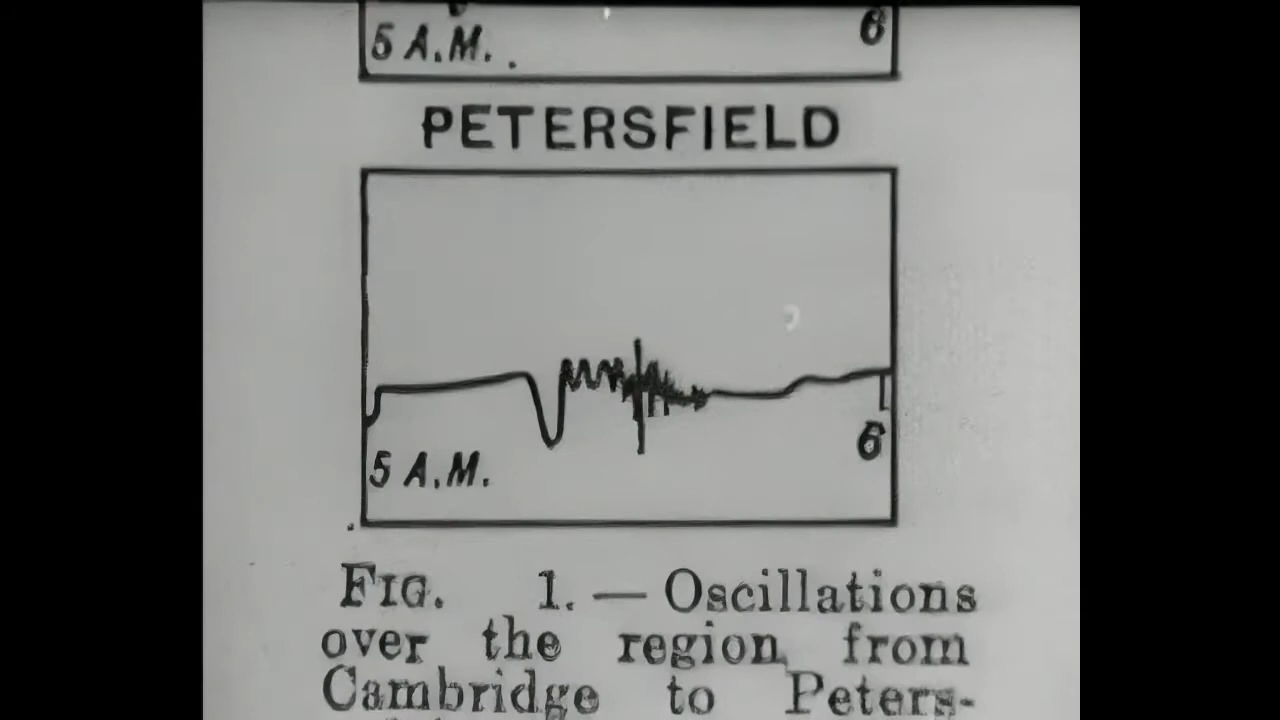 5 A.M. 6
PETERSFIELD
5 A.M. 6
FIG. 1. — Oscillations
over the region from
Cambridge to Peters-